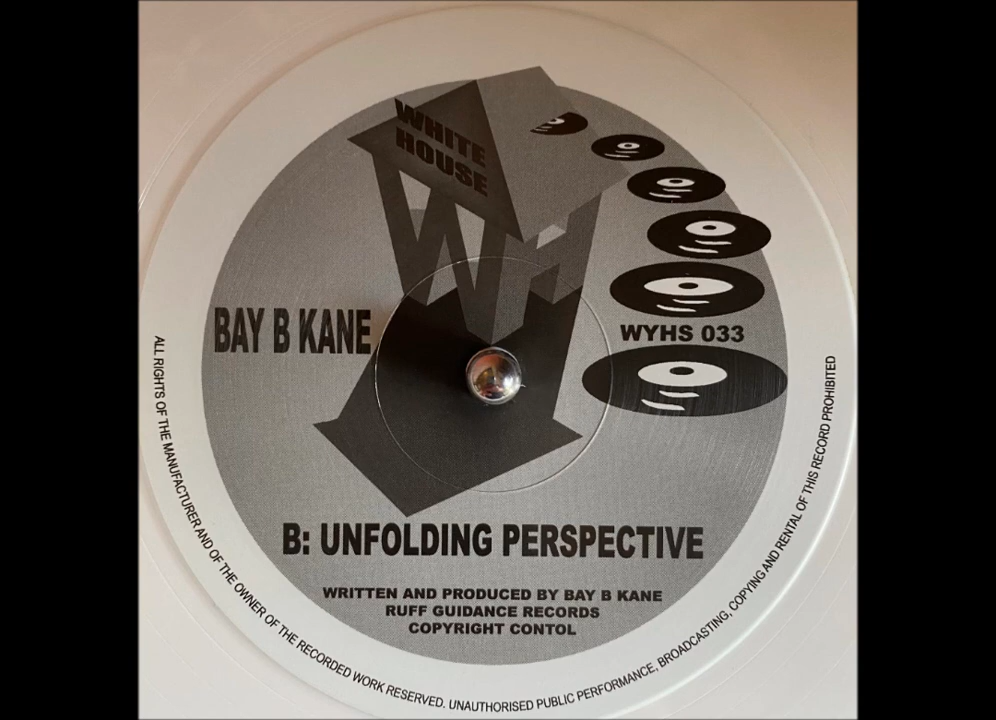 WHITE
HOUSE
WH
BAY B KANE
WYHS 033
B: UNFOLDING PERSPECTIVE
WRITTEN AND PRODUCED BY BAY B KANE
RUFF GUIDANCE RECORDS
COPYRIGHT CONTOL
ALL RIGHTS OF THE MANUFACTURER AND OF THE OWNER OF THE RECORDED WORK RESERVED. UNAUTHORISED PUBLIC PERFORMANCE, BROADCASTING, COPYING AND RENTAL OF THIS RECORD PROHIBITED